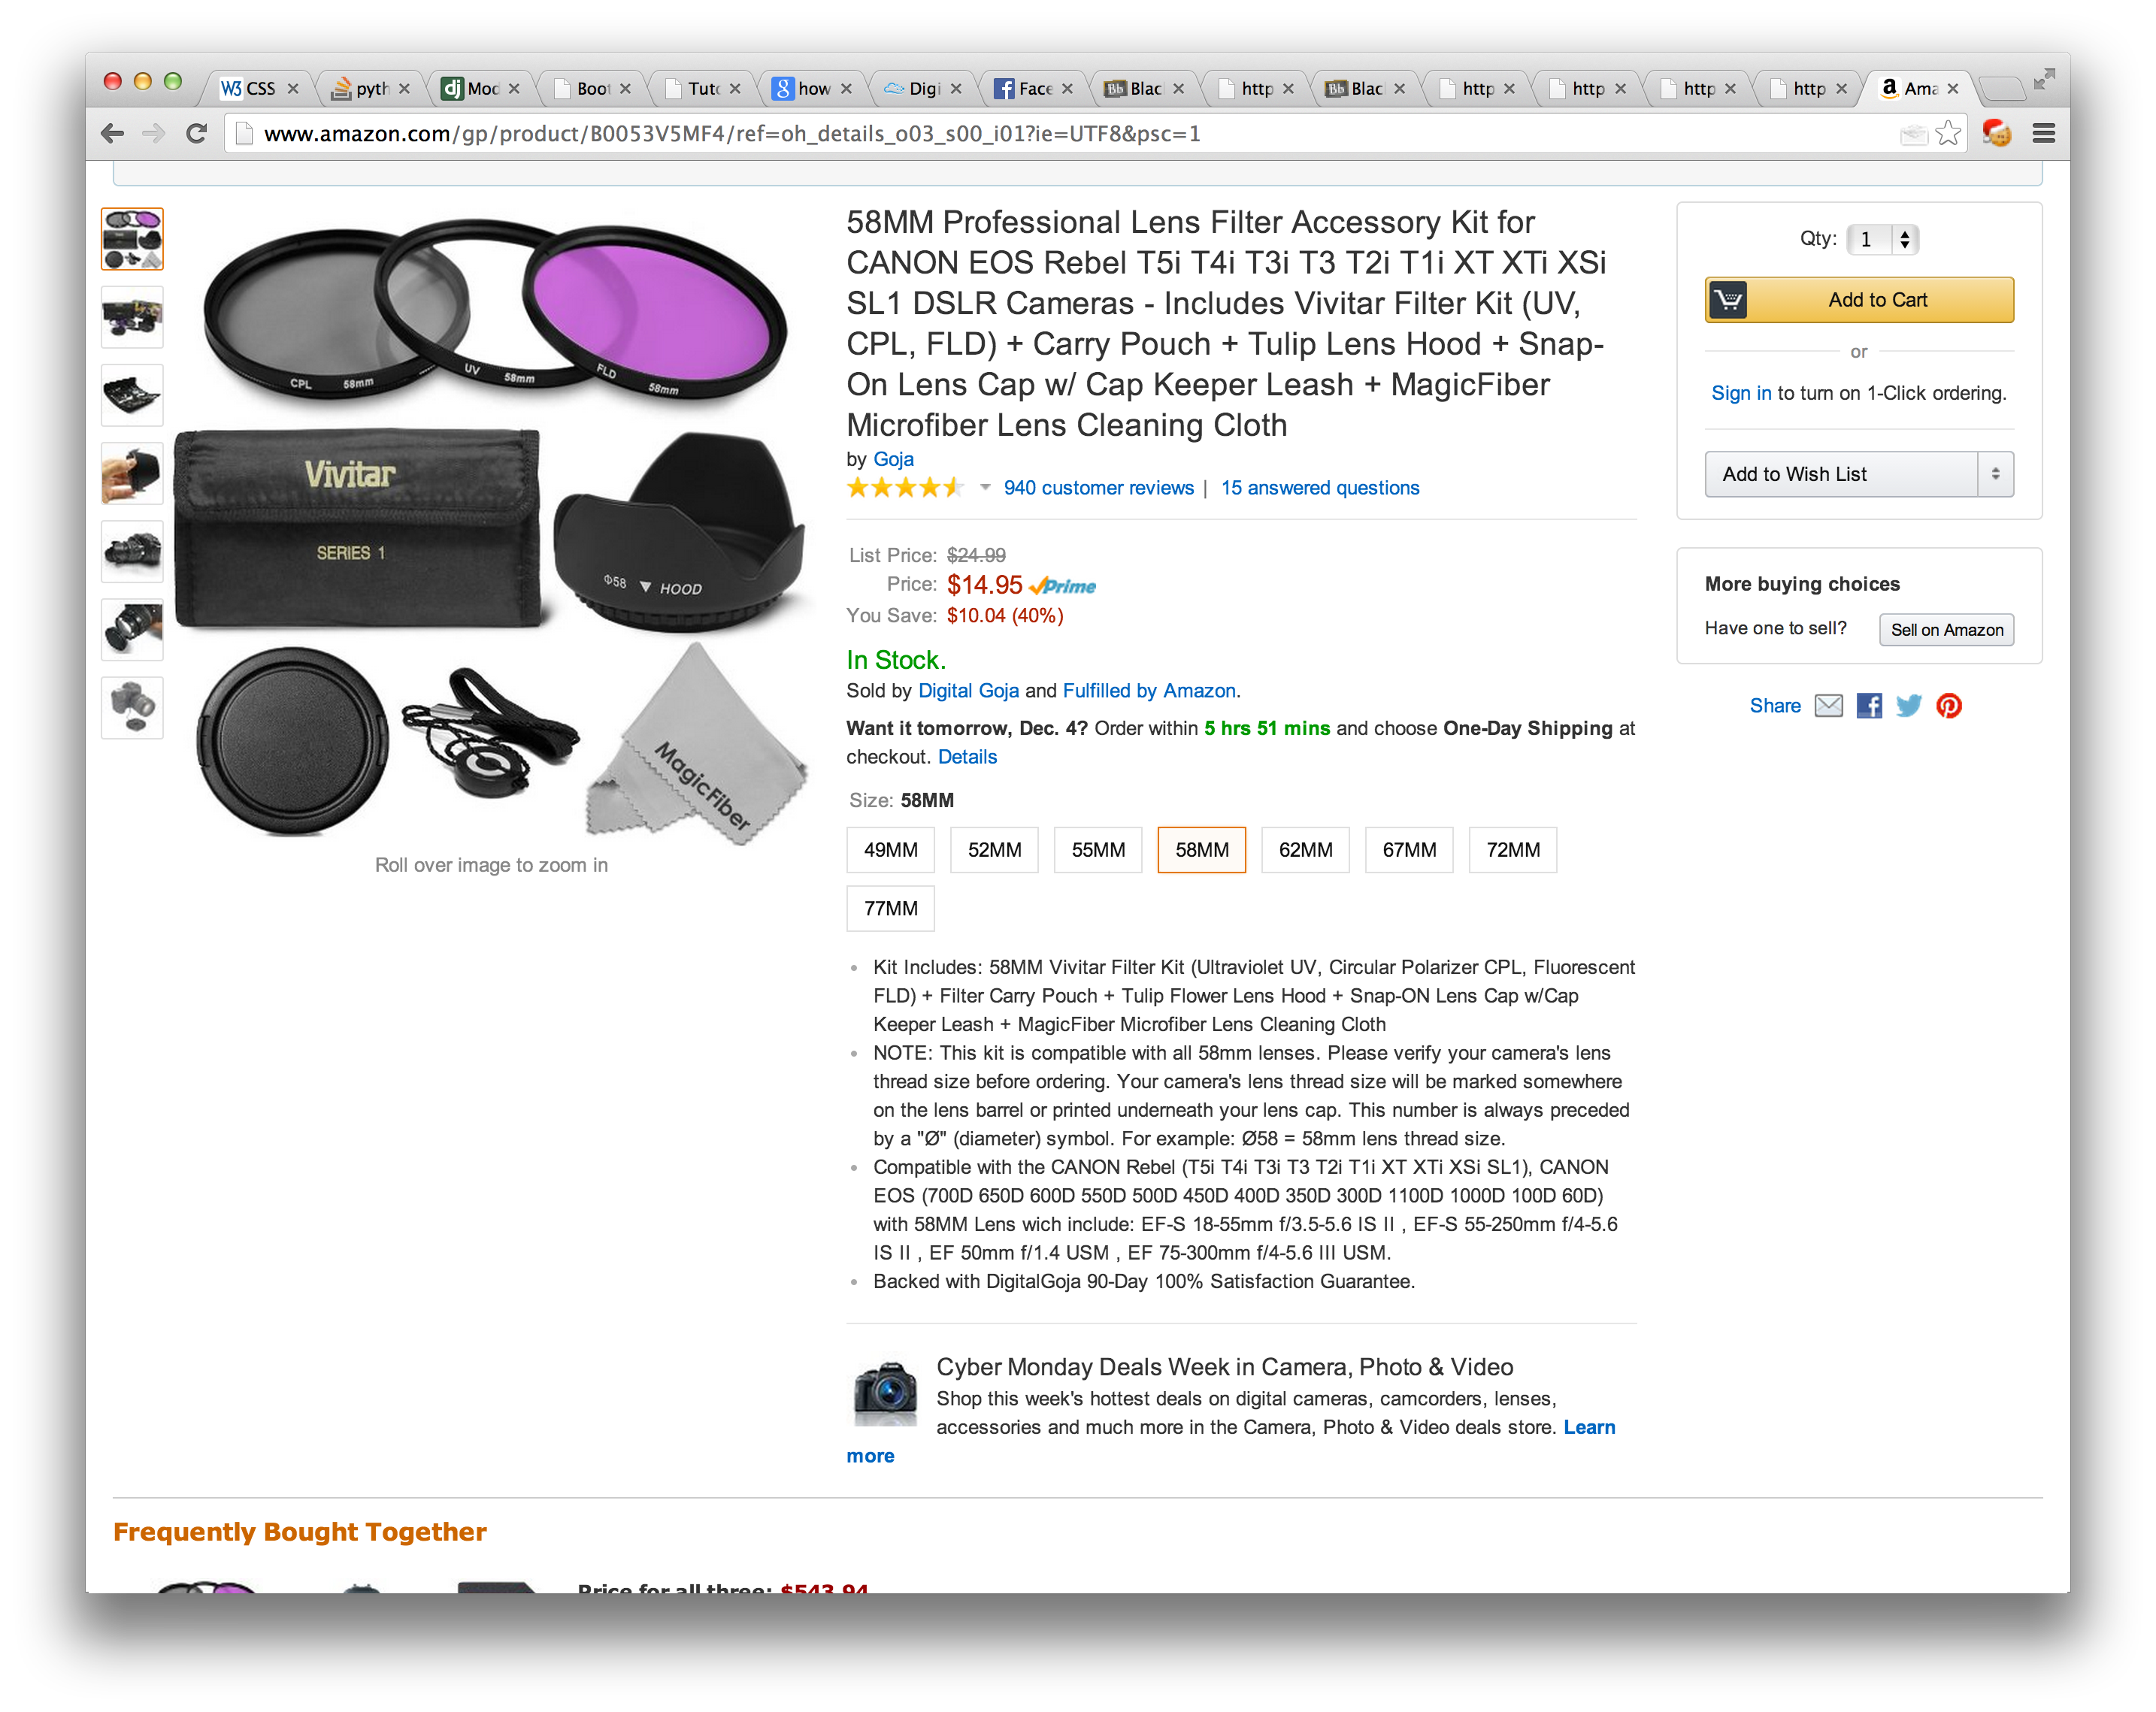 W3 CSS
pyth
dj Mod
Boot
Tuto
8 how
Digi
f Face
Bb Blac
http
Bb Blac
http
http
http
http
a Ama
www.amazon.com/gp/product/B0053V5MF4/ref=oh_details_o03_s00_i01?ie=UTF8&psc=1
CPL 58mm
UV 58mm
FLD 58mm
Vivitar
SERIES 1
Φ58 ▼ HOOD
MagicFiber
Roll over image to zoom in
58MM Professional Lens Filter Accessory Kit for
CANON EOS Rebel T5i T4i T3i T3 T2i T1i XT XTi XSi
SL1 DSLR Cameras - Includes Vivitar Filter Kit (UV,
CPL, FLD) + Carry Pouch + Tulip Lens Hood + Snap-
On Lens Cap w/ Cap Keeper Leash + MagicFiber
Microfiber Lens Cleaning Cloth
by Goja
940 customer reviews | 15 answered questions
List Price: $24.99
Price: $14.95 Prime
You Save: $10.04 (40%)
In Stock.
Sold by Digital Goja and Fulfilled by Amazon.
Want it tomorrow, Dec. 4? Order within 5 hrs 51 mins and choose One-Day Shipping at
checkout. Details
Size: 58MM
49MM 52MM 55MM 58MM 62MM 67MM 72MM
77MM
• Kit Includes: 58MM Vivitar Filter Kit (Ultraviolet UV, Circular Polarizer CPL, Fluorescent
FLD) + Filter Carry Pouch + Tulip Flower Lens Hood + Snap-ON Lens Cap w/Cap
Keeper Leash + MagicFiber Microfiber Lens Cleaning Cloth
• NOTE: This kit is compatible with all 58mm lenses. Please verify your camera's lens
thread size before ordering. Your camera's lens thread size will be marked somewhere
on the lens barrel or printed underneath your lens cap. This number is always preceded
by a "Ø" (diameter) symbol. For example: Ø58 = 58mm lens thread size.
• Compatible with the CANON Rebel (T5i T4i T3i T3 T2i T1i XT XTi XSi SL1), CANON
EOS (700D 650D 600D 550D 500D 450D 400D 350D 300D 1100D 1000D 100D 60D)
with 58MM Lens wich include: EF-S 18-55mm f/3.5-5.6 IS II , EF-S 55-250mm f/4-5.6
IS II , EF 50mm f/1.4 USM , EF 75-300mm f/4-5.6 III USM.
• Backed with DigitalGoja 90-Day 100% Satisfaction Guarantee.
Cyber Monday Deals Week in Camera, Photo & Video
Shop this week's hottest deals on digital cameras, camcorders, lenses,
accessories and much more in the Camera, Photo & Video deals store. Learn
more
Qty: 1
Add to Cart
or
Sign in to turn on 1-Click ordering.
Add to Wish List
More buying choices
Have one to sell? Sell on Amazon
Share
Frequently Bought Together
Price for all three: $543.94